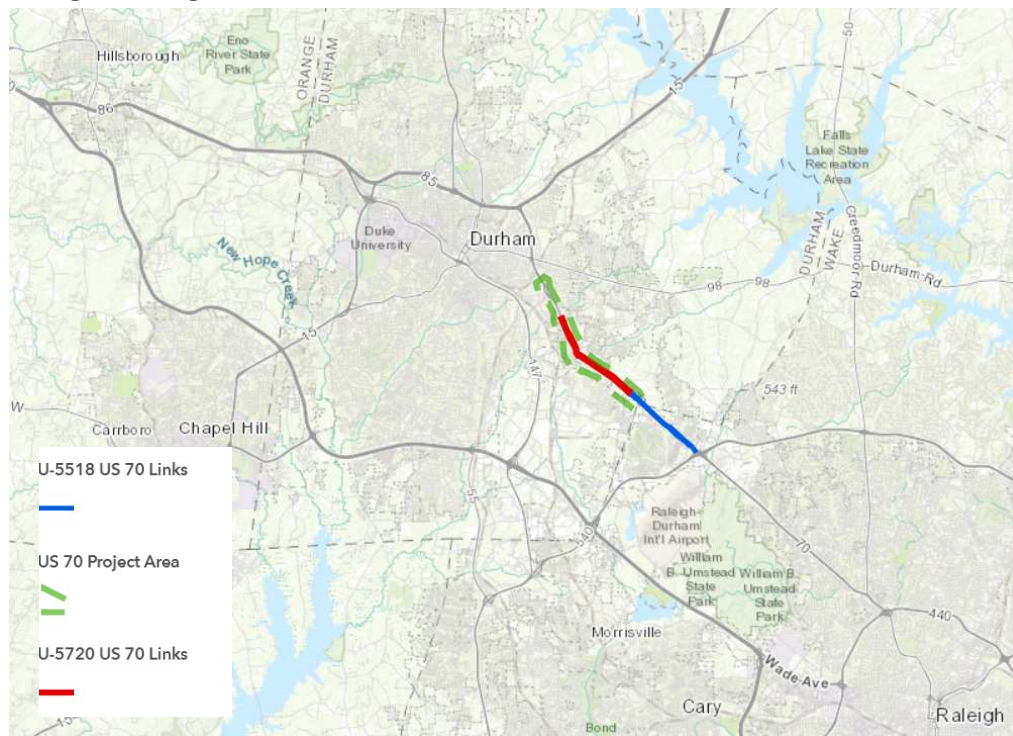 Hillsborough
Eno
River State
Park
ORANGE
DURHAM
86
15
50
85
Falls
Lake State
Recreation
Area
Duke
University
Durham
New Hope Creek
DURHAM
WAKE
Creedmoor Rd
98
98
Durham Rd
15
147
543 ft
W
Carrboro
Chapel Hill
U-5518 US 70 Links
55
Raleigh-
Durham
Int'l Airport
540
70
US 70 Project Area
William
B. Umstead
State
Park
William B.
Umstead
State
Park
440
Morrisville
U-5720 US 70 Links
Wade Ave
Cary
Raleigh
15
Bond